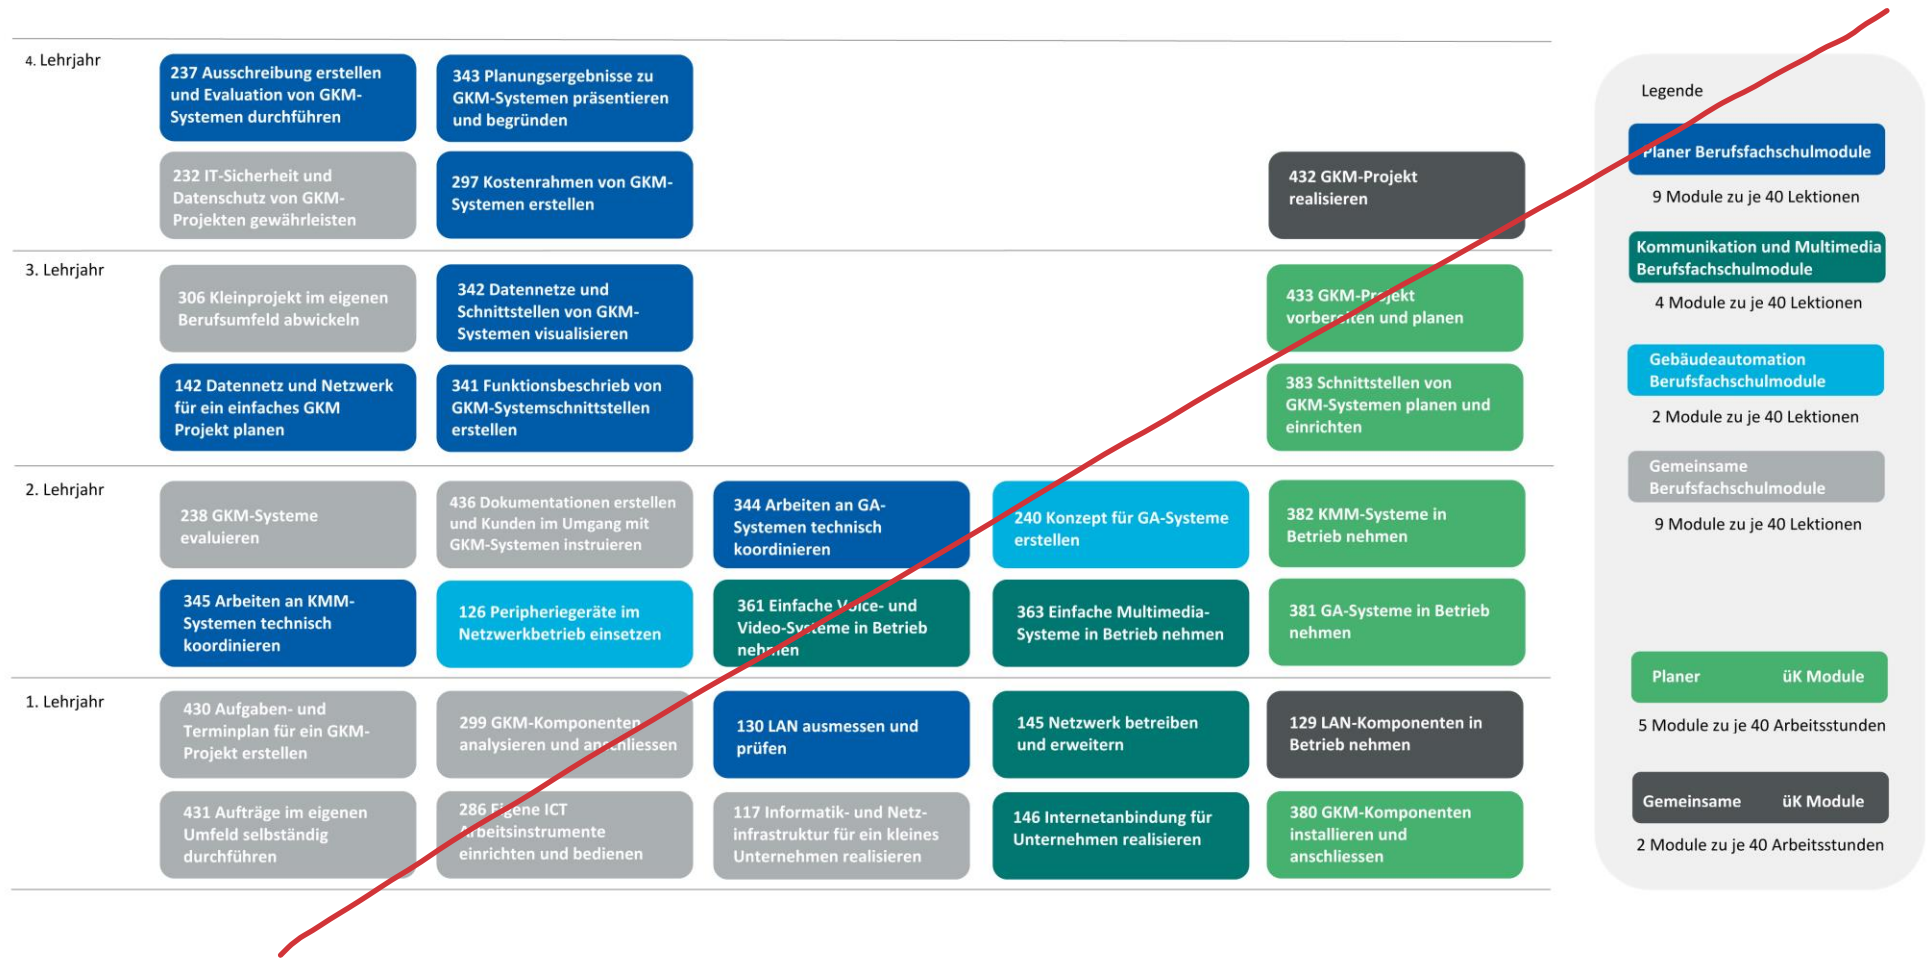 4. Lehrjahr
237 Ausschreibung erstellen
und Evaluation von GKM-
Systemen durchführen
343 Planungsergebnisse zu
GKM-Systemen präsentieren
und begründen
232 IT-Sicherheit und
Datenschutz von GKM-
Projekten gewährleisten
297 Kostenrahmen von GKM-
Systemen erstellen
432 GKM-Projekt
realisieren
3. Lehrjahr
306 Kleinprojekt im eigenen
Berufsumfeld abwickeln
342 Datennetze und
Schnittstellen von GKM-
Systemen visualisieren
433 GKM-Projekt
vorbereiten und planen
142 Datennetz und Netzwerk
für ein einfaches GKM
Projekt planen
341 Funktionsbeschrieb von
GKM-Systemschnittstellen
erstellen
383 Schnittstellen von
GKM-Systemen planen und
einrichten
2. Lehrjahr
238 GKM-Systeme
evaluieren
436 Dokumentationen erstellen
und Kunden im Umgang mit
GKM-Systemen instruieren
344 Arbeiten an GA-
Systemen technisch
koordinieren
240 Konzept für GA-Systeme
erstellen
382 KMM-Systeme in
Betrieb nehmen
345 Arbeiten an KMM-
Systemen technisch
koordinieren
126 Peripheriegeräte im
Netzwerkbetrieb einsetzen
361 Einfache Voice- und
Video-Systeme in Betrieb
nehmen
363 Einfache Multimedia-
Systeme in Betrieb nehmen
381 GA-Systeme in Betrieb
nehmen
1. Lehrjahr
430 Aufgaben- und
Terminplan für ein GKM-
Projekt erstellen
299 GKM-Komponenten
analysieren und anschliessen
130 LAN ausmessen und
prüfen
145 Netzwerk betreiben
und erweitern
129 LAN-Komponenten in
Betrieb nehmen
431 Aufträge im eigenen
Umfeld selbständig
durchführen
286 Eigene ICT
Arbeitsinstrumente
einrichten und bedienen
117 Informatik- und Netz-
infrastruktur für ein kleines
Unternehmen realisieren
146 Internetanbindung für
Unternehmen realisieren
380 GKM-Komponenten
installieren und
anschliessen
Legende
Planer Berufsfachschulmodule
9 Module zu je 40 Lektionen
Kommunikation und Multimedia
Berufsfachschulmodule
4 Module zu je 40 Lektionen
Gebäudeautomation
Berufsfachschulmodule
2 Module zu je 40 Lektionen
Gemeinsame
Berufsfachschulmodule
9 Module zu je 40 Lektionen
Planer üK Module
5 Module zu je 40 Arbeitsstunden
Gemeinsame üK Module
2 Module zu je 40 Arbeitsstunden